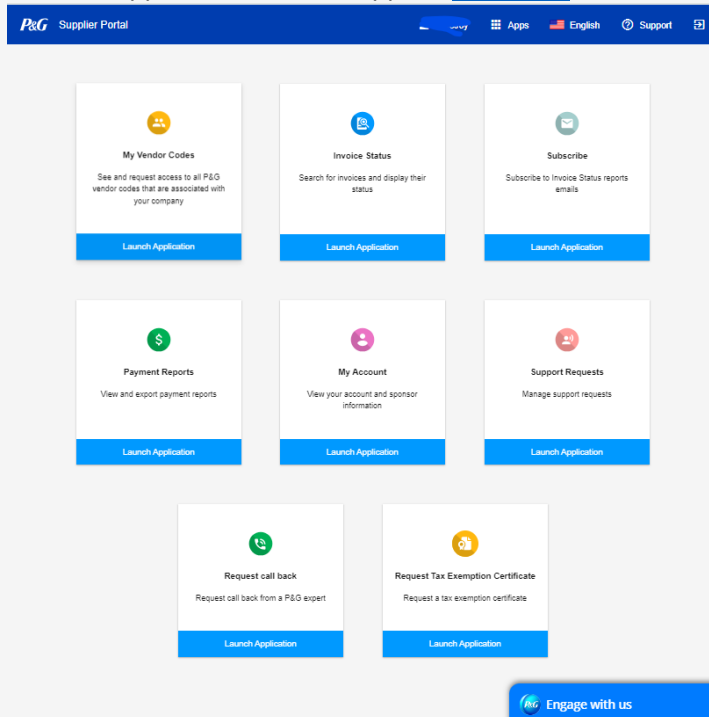 P&G Supplier Portal
Apps
English
Support
My Vendor Codes
See and request access to all P&G
vendor codes that are associated with
your company
Launch Application
Invoice Status
Search for invoices and display their
status
Launch Application
Subscribe
Subscribe to Invoice Status reports
emails
Launch Application
Payment Reports
View and export payment reports
Launch Application
My Account
View your account and sponsor
information
Launch Application
Support Requests
Manage support requests
Launch Application
Request call back
Request call back from a P&G expert
Launch Application
Request Tax Exemption Certificate
Request a tax exemption certificate
Launch Application
P&G Engage with us